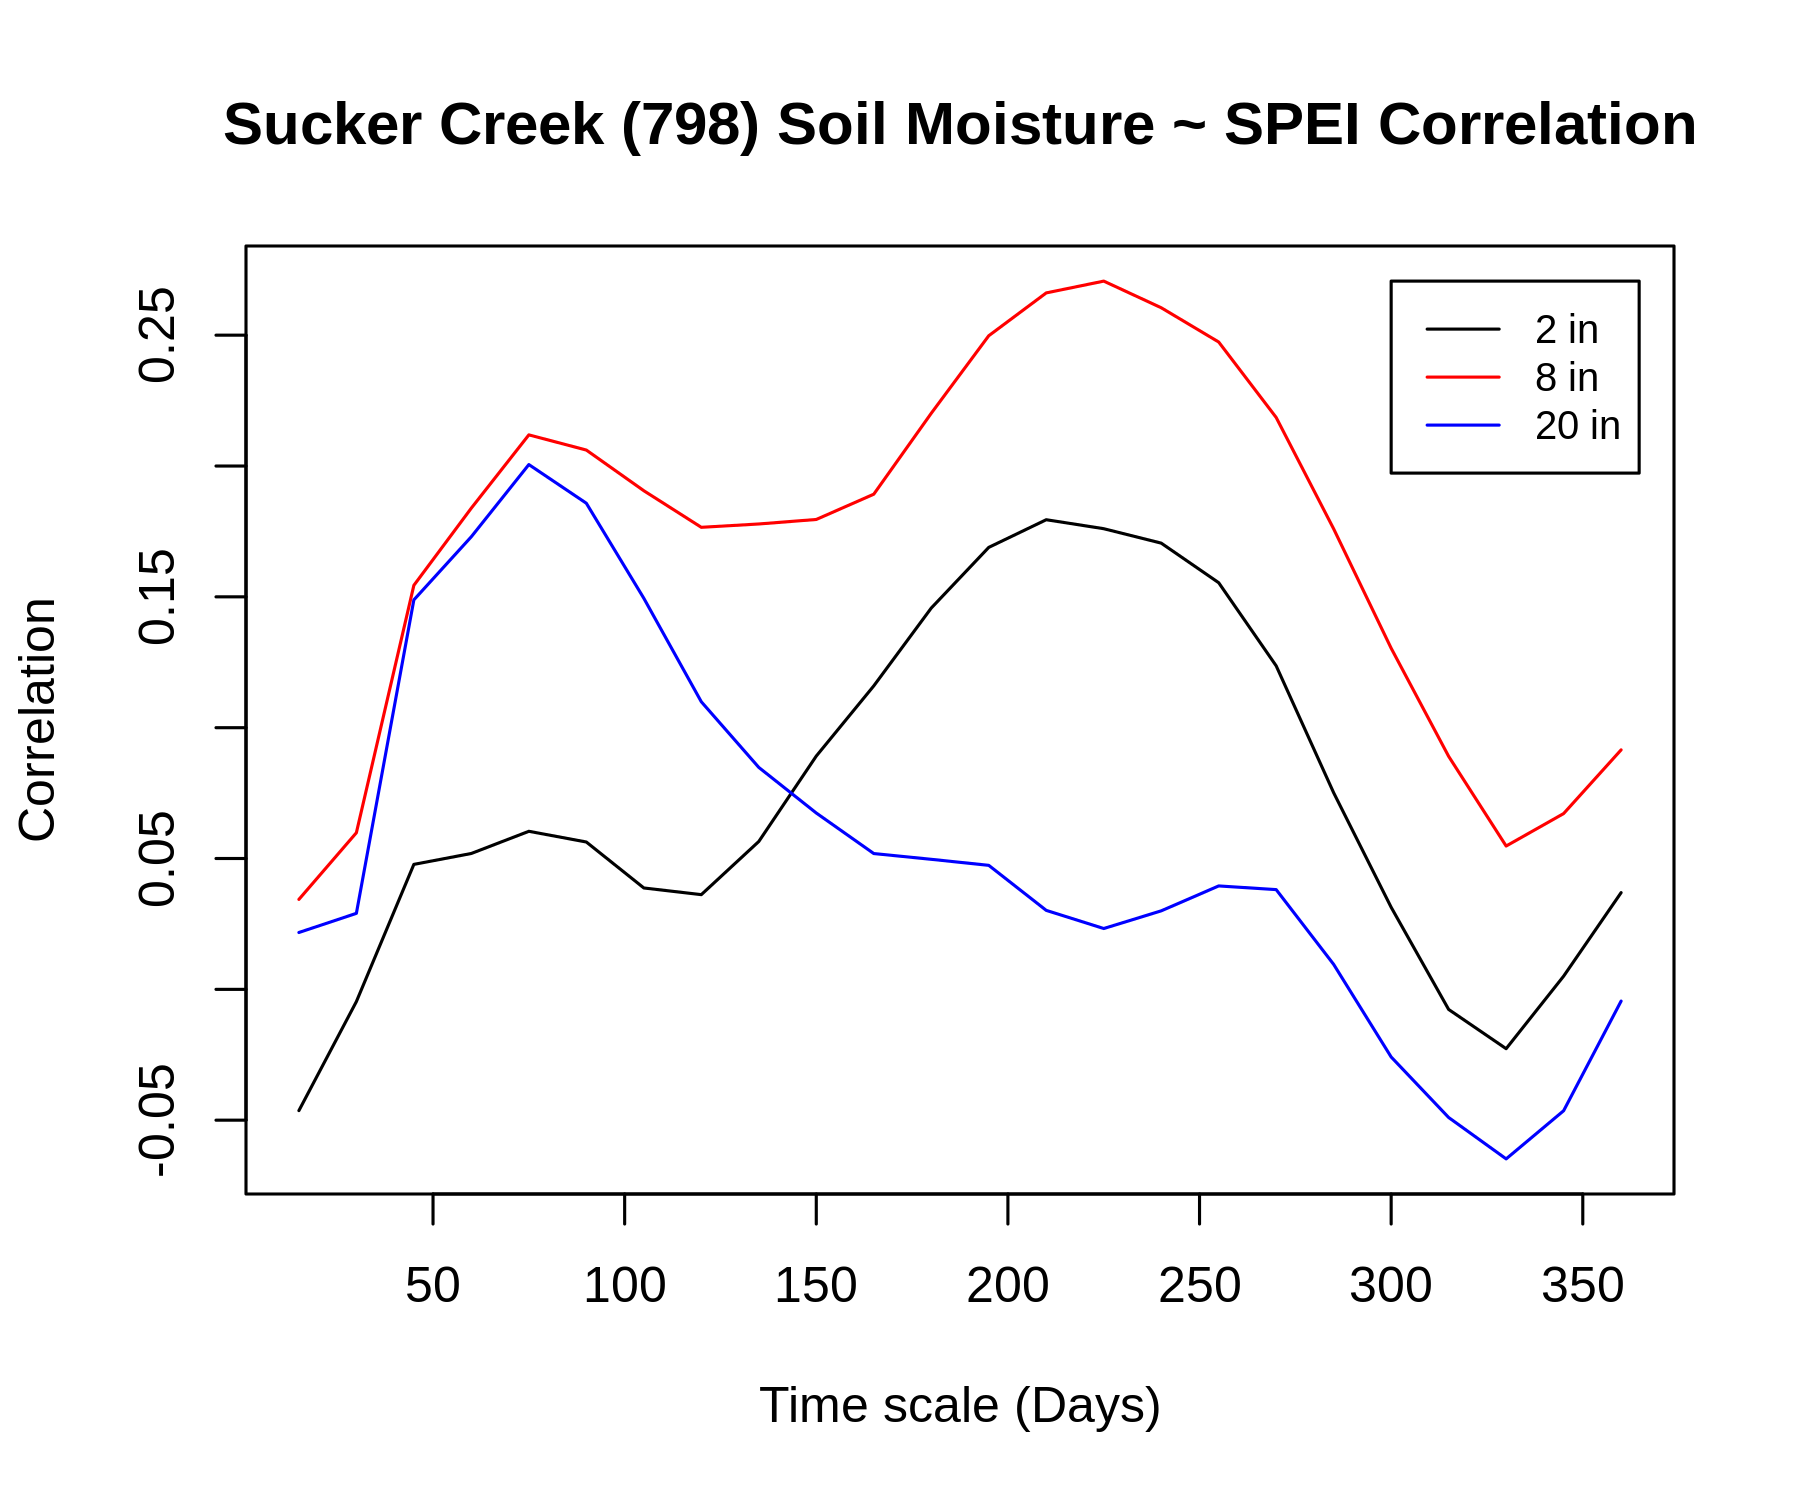 Sucker Creek (798) Soil Moisture ~ SPEI Correlation
2 in
8 in
20 in
Correlation
0.25
0.15
0.05
-0.05
50 100 150 200 250 300 350
Time scale (Days)